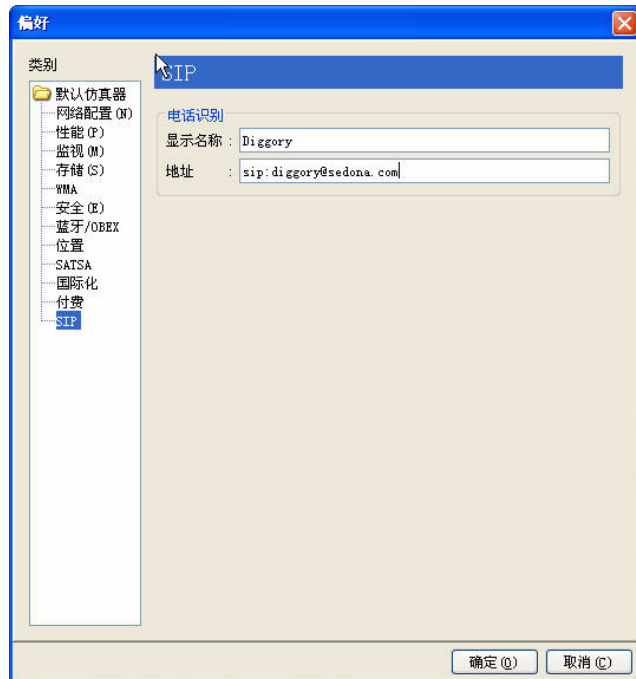 偏好
类别
默认仿真器
网络配置(N)
性能(P)
监视(M)
存储(S)
WMA
安全(E)
蓝牙/OBEX
位置
SATSA
国际化
付费
SIP
SIP
电话识别
显示名称: Diggory
地址 : sip:diggory@sedona.com
确定(O) 取消(C)